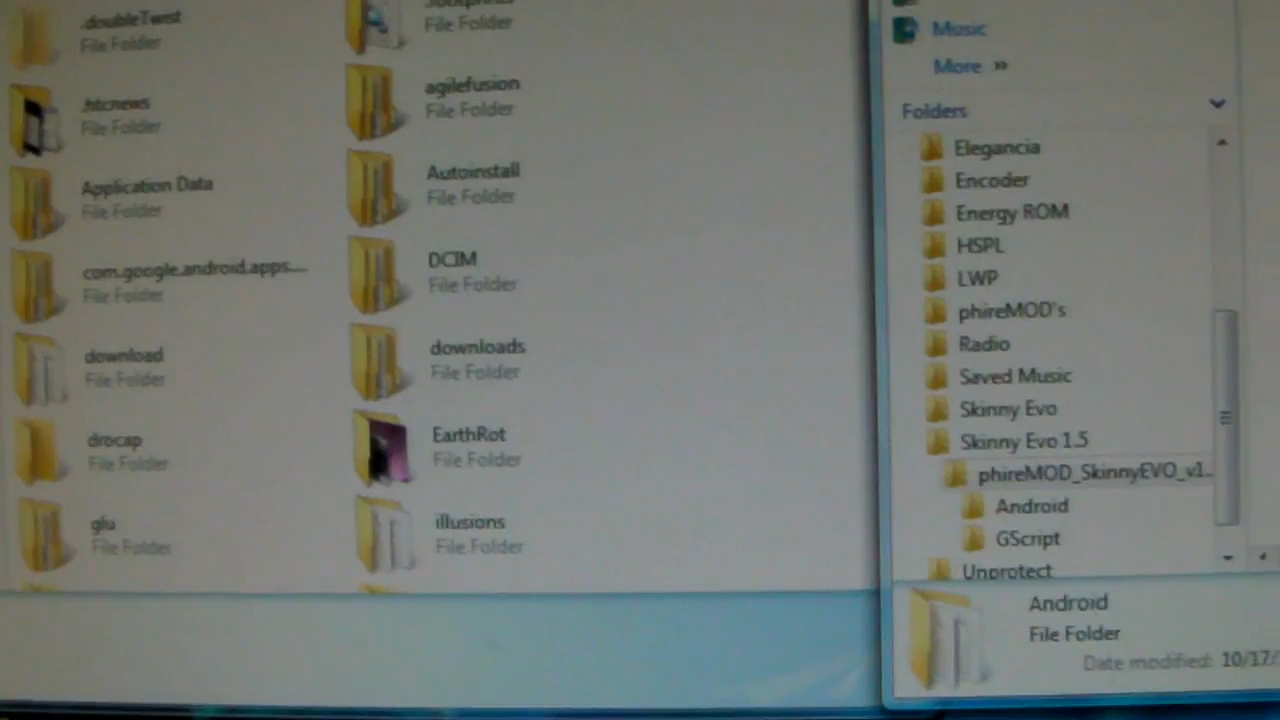 .doubleTwist
File Folder
File Folder
.htcnews
File Folder
agilefusion
File Folder
Application Data
File Folder
Autoinstall
File Folder
com.google.android.apps....
File Folder
DCIM
File Folder
download
File Folder
downloads
File Folder
drocap
File Folder
EarthRot
File Folder
glu
File Folder
illusions
File Folder
Music
More »
Folders
Elegancia
Encoder
Energy ROM
HSPL
LWP
phireMOD's
Radio
Saved Music
Skinny Evo
Skinny Evo 1.5
phireMOD_SkinnyEVO_v1...
Android
GScript
Unprotect
Android
File Folder
Date modified: 10/17/